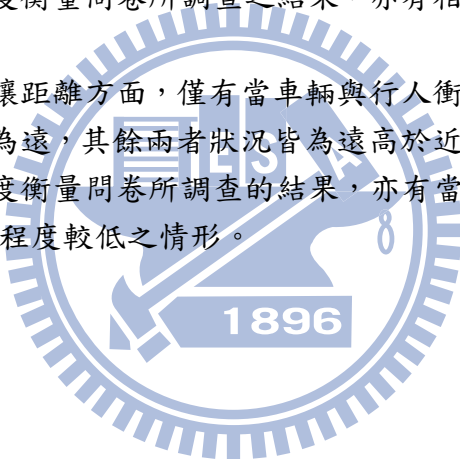 度衡量問卷所調查之結果，亦有相
讓距離方面，僅有當車輛與行人衝
為遠，其餘兩者狀況皆為遠高於近
度衡量問卷所調查的結果，亦有當
程度較低之情形。
E S A
8
1896